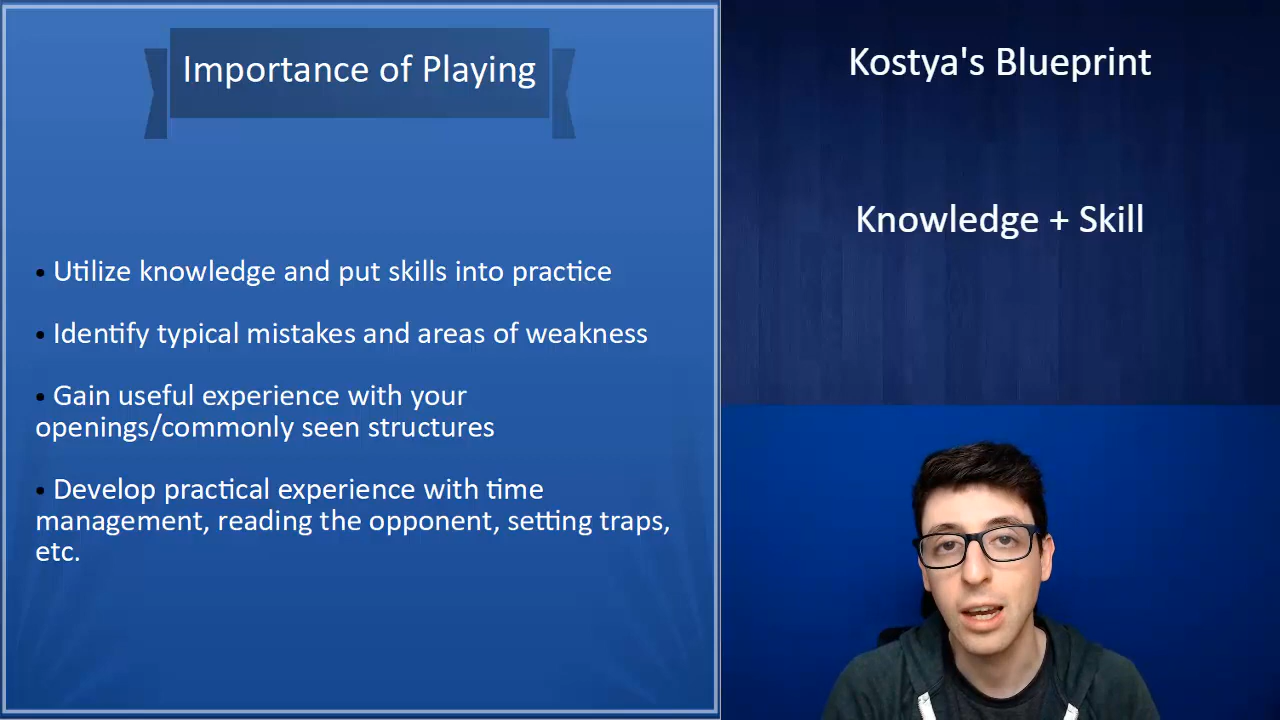 Importance of Playing
• Utilize knowledge and put skills into practice
• Identify typical mistakes and areas of weakness
• Gain useful experience with your
openings/commonly seen structures
• Develop practical experience with time
management, reading the opponent, setting traps,
etc.
Kostya's Blueprint
Knowledge + Skill